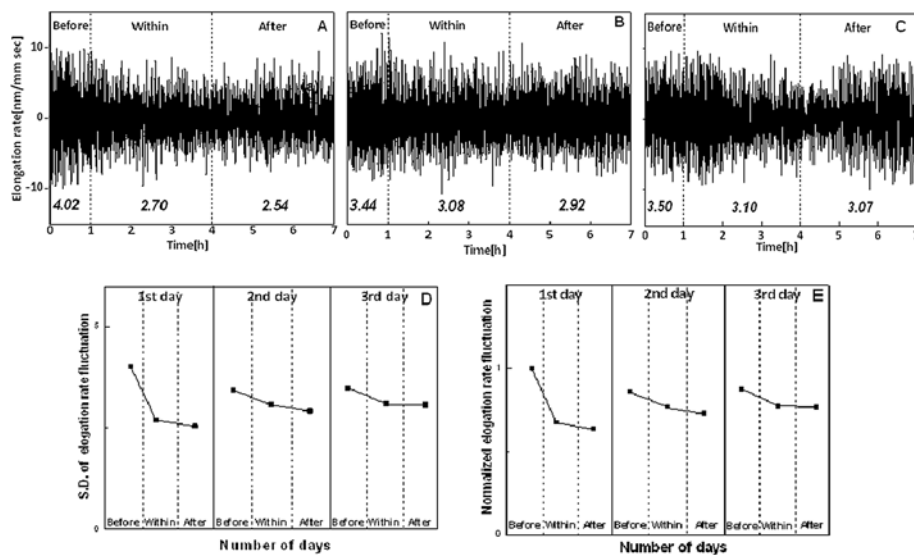 Before Within After A
Before Within After B
Before Within After C
Elongation rate[nm/mm sec]
10
0
-10
4.02 2.70 2.54
3.44 3.08 2.92
3.50 3.10 3.07
0 1 2 3 4 5 6 7
0 1 2 3 4 5 6 7
0 1 2 3 4 5 6 7
Time[h]
Time[h]
Time[h]
1st day 2nd day 3rd day D
S.D. of elogation rate fluctuation
5
0
Before Within After Before Within After Before Within After
Number of days
1st day 2nd day 3rd day E
Normalized elogation rate fluctuation
1
0
Before Within After Before Within After Before Within After
Number of days